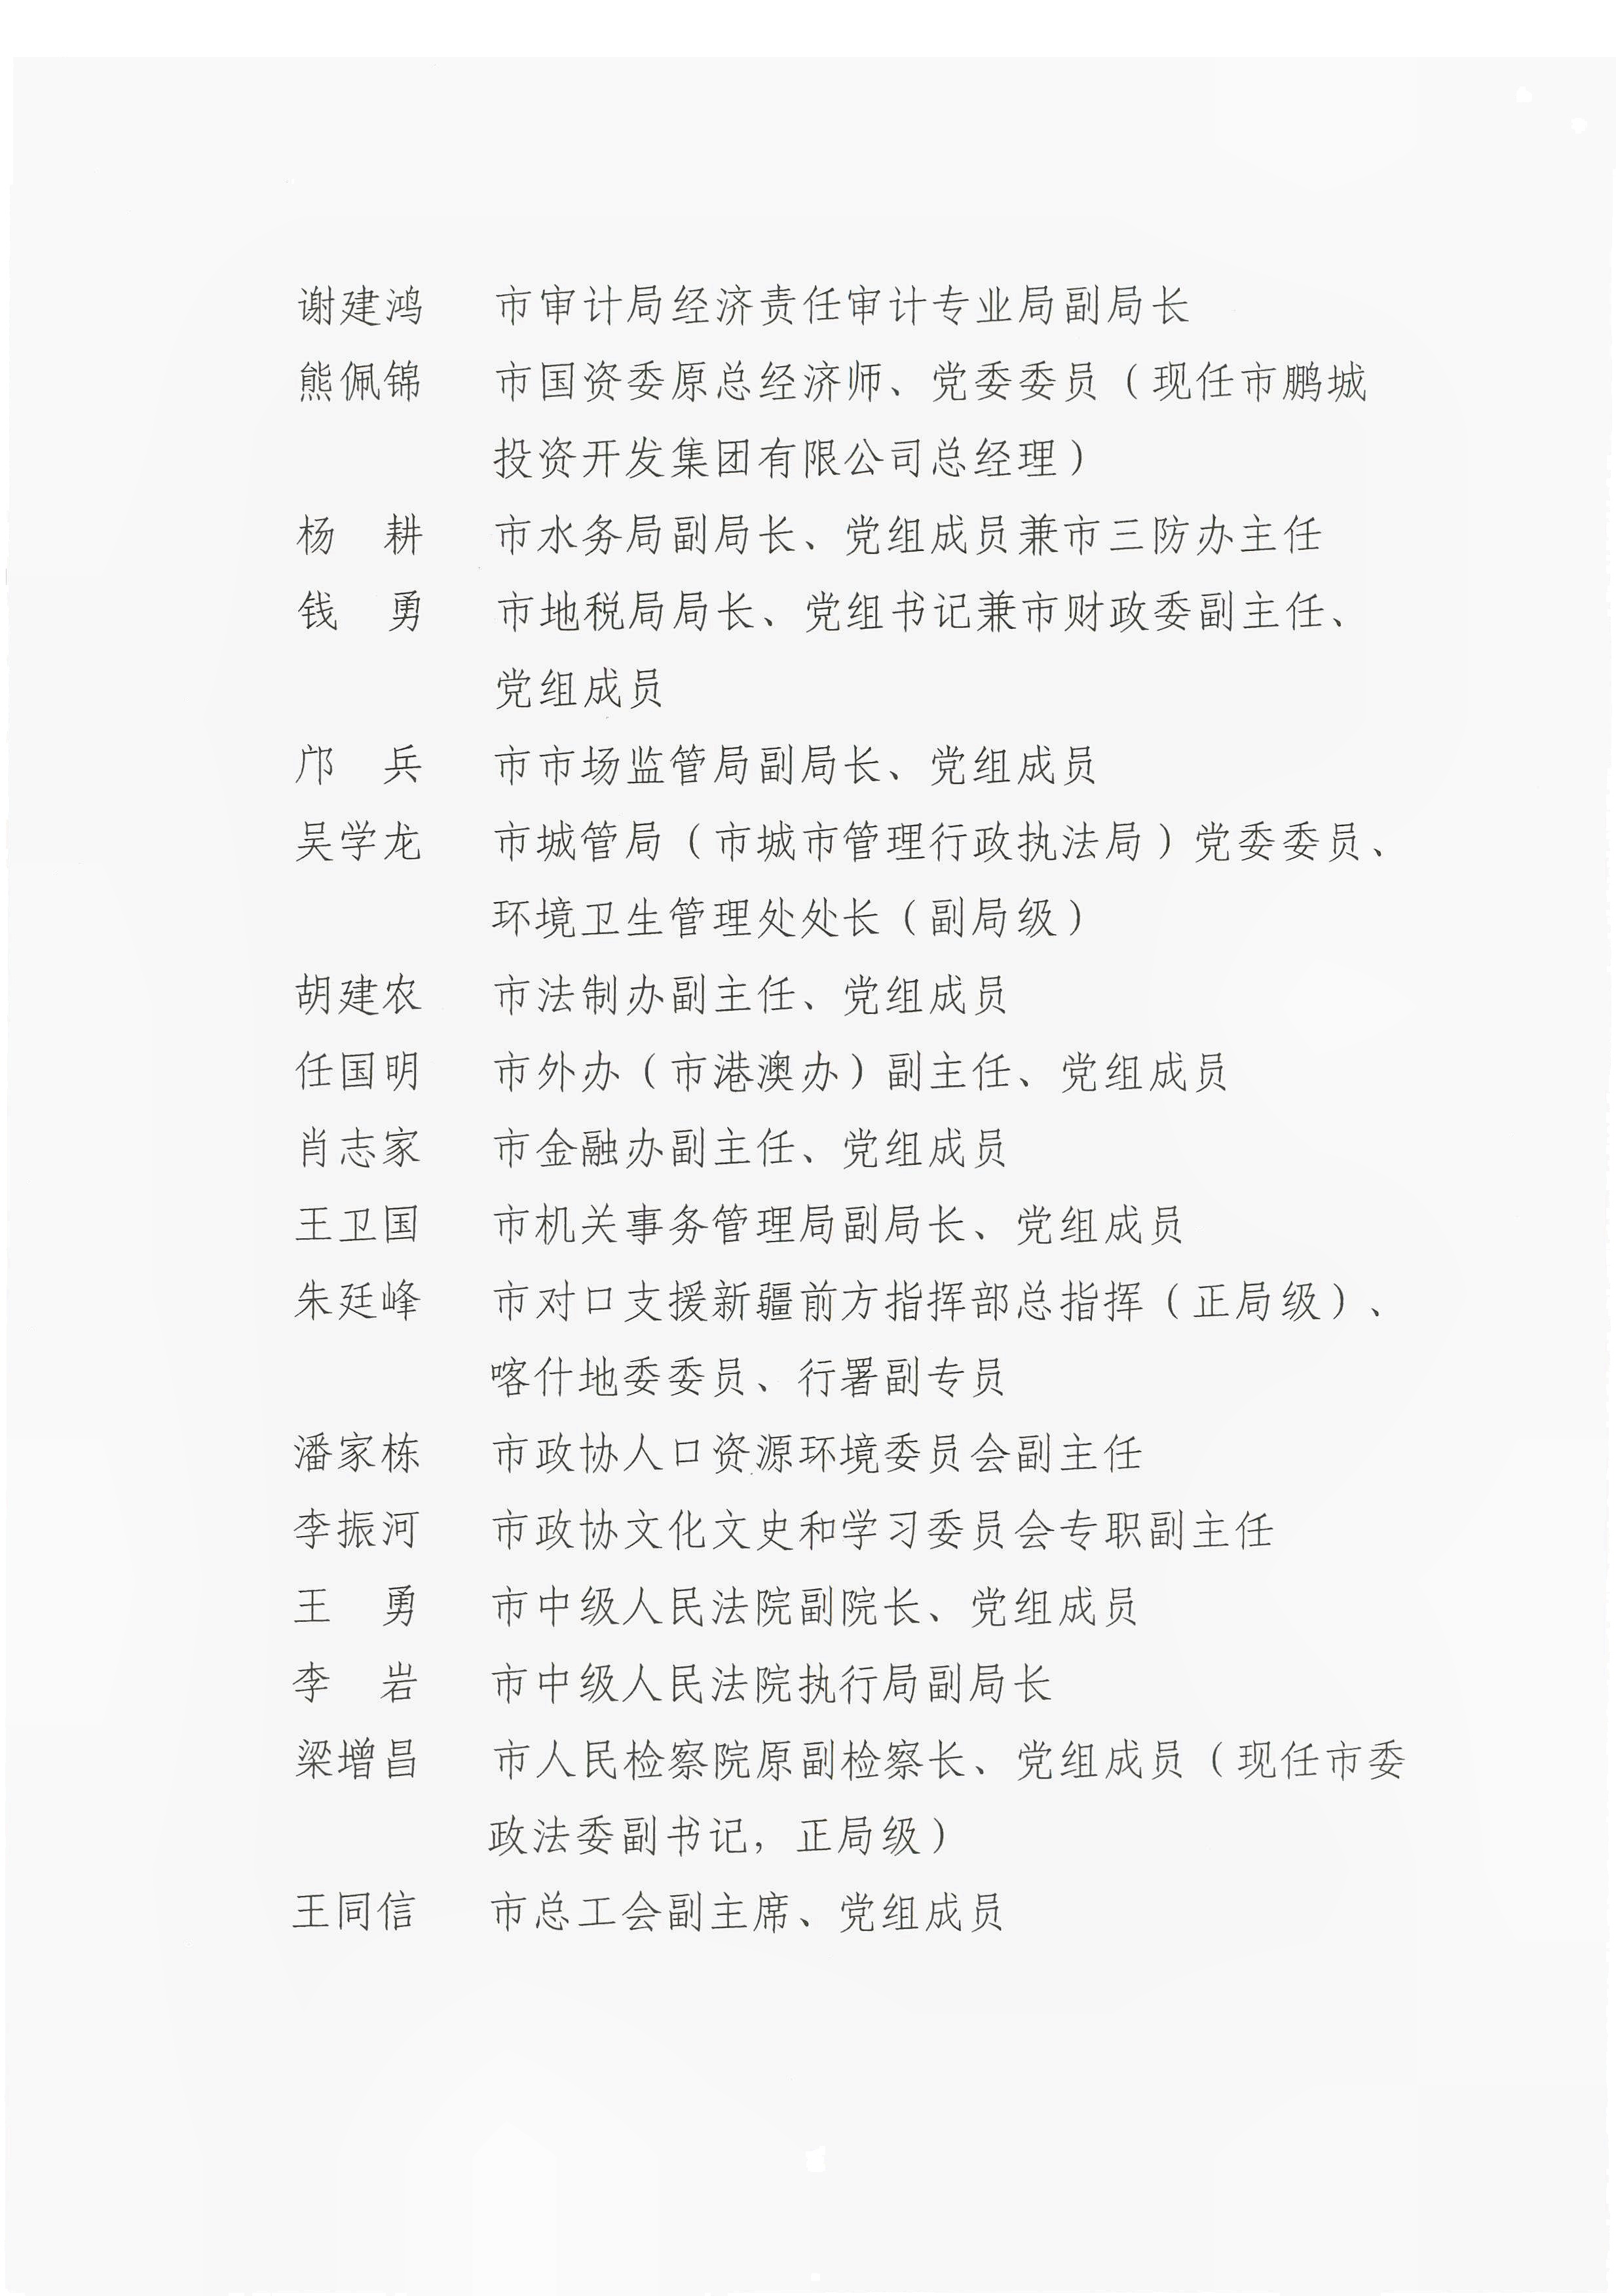 谢建鸿 市审计局经济责任审计专业局副局长
熊佩锦 市国资委原总经济师、党委委员（现任市鹏城
投资开发集团有限公司总经理）
杨 耕 市水务局副局长、党组成员兼市三防办主任
钱 勇 市地税局局长、党组书记兼市财政委副主任、
党组成员
邝 兵 市市场监管局副局长、党组成员
吴学龙 市城管局（市城市管理行政执法局）党委委员、
环境卫生管理处处长（副局级）
胡建农 市法制办副主任、党组成员
任国明 市外办（市港澳办）副主任、党组成员
肖志家 市金融办副主任、党组成员
王卫国 市机关事务管理局副局长、党组成员
朱廷峰 市对口支援新疆前方指挥部总指挥（正局级）、
喀什地委委员、行署副专员
潘家栋 市政协人口资源环境委员会副主任
李振河 市政协文化文史和学习委员会专职副主任
王 勇 市中级人民法院副院长、党组成员
李 岩 市中级人民法院执行局副局长
梁增昌 市人民检察院原副检察长、党组成员（现任市委
政法委副书记，正局级）
王同信 市总工会副主席、党组成员